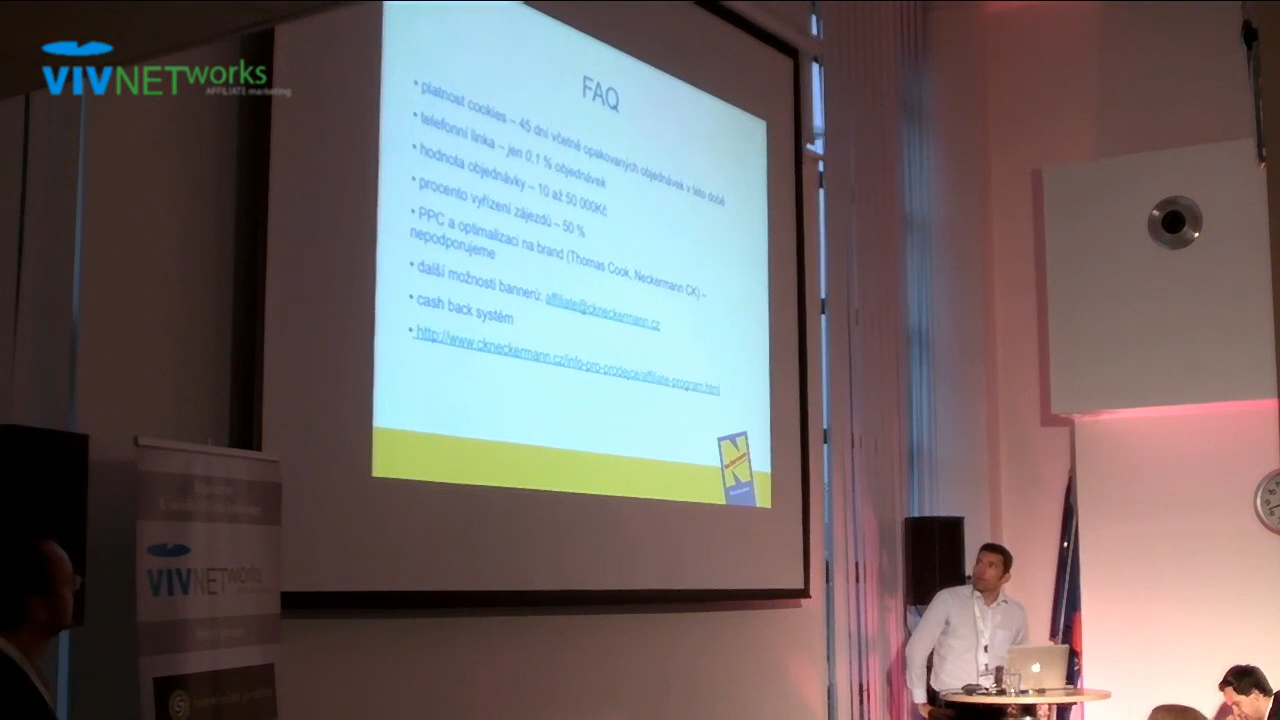 VIVNETworks
AFFILIATE marketing
FAQ
• platnost cookies – 45 dní včetně opakovaných objednávek v této době
• telefonní linka – jen 0,1 % objednávek
• hodnota objednávky – 10 až 50 000Kč
• procento vyřízení zájezdů – 50 %
• PPC a optimalizaci na brand (Thomas Cook, Neckermann CK) –
nepodporujeme
• další možnosti bannerů: affiliate@ckneckermann.cz
• cash back systém
• http://www.ckneckermann.cz/info-pro-prodejce/affiliate-program.html
Neckermann
VIVNETworks